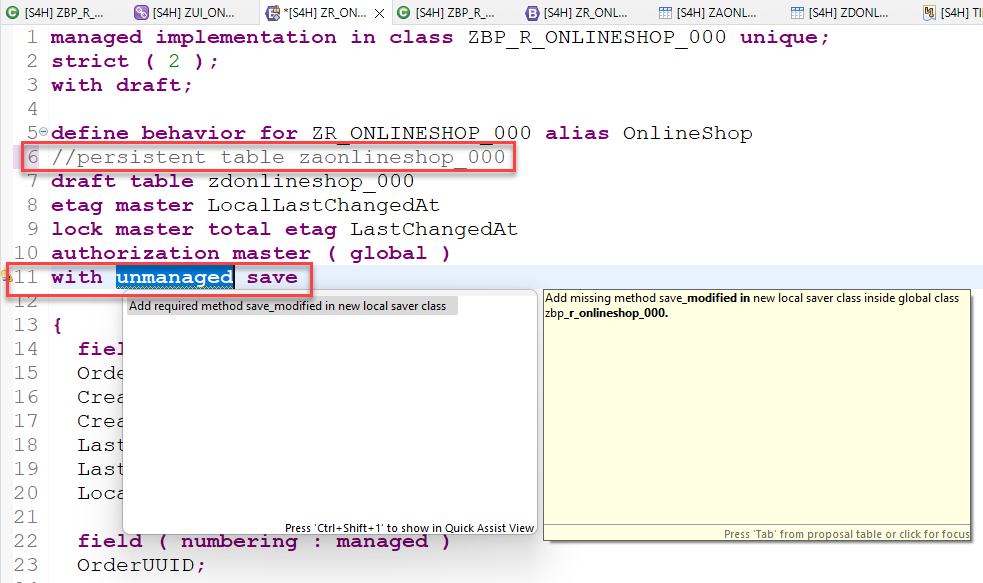 [S4H] ZBP_R_... [S4H] ZUI_ON... *[S4H] ZR_ON... [S4H] ZBP_R_... [S4H] ZR_ONL... [S4H] ZAONL... [S4H] ZDONL... [S4H] TI
1 managed implementation in class ZBP_R_ONLINESHOP_000 unique;
2 strict ( 2 );
3 with draft;
4
5 define behavior for ZR_ONLINESHOP_000 alias OnlineShop
6 //persistent table zaonlineshop_000
7 draft table zdonlineshop_000
8 etag master LocalLastChangedAt
9 lock master total etag LastChangedAt
10 authorization master ( global )
11 with unmanaged save
12
Add required method save_modified in new local saver class
Add missing method save_modified in new local saver class inside global class
zbp_r_onlineshop_000.
13 {
14 fiel
15 Orde
16 Crea
17 Crea
18 Last
19 Last
20 Loca
21
Press 'Ctrl+Shift+1' to show in Quick Assist View
Press 'Tab' from proposal table or click for focus
22 field ( numbering : managed )
23 OrderUUID;